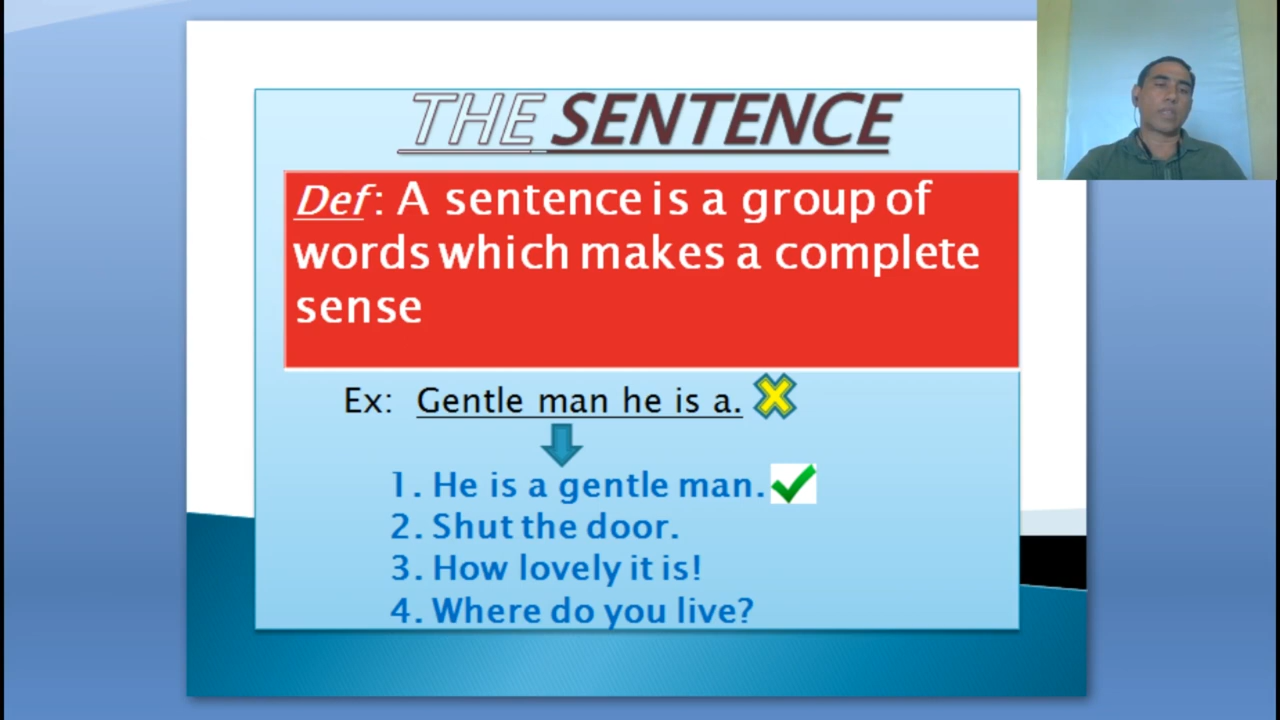 THE SENTENCE
Def: A sentence is a group of
words which makes a complete
sense
Ex: Gentle man he is a.
1. He is a gentle man.
2. Shut the door.
3. How lovely it is!
4. Where do you live?